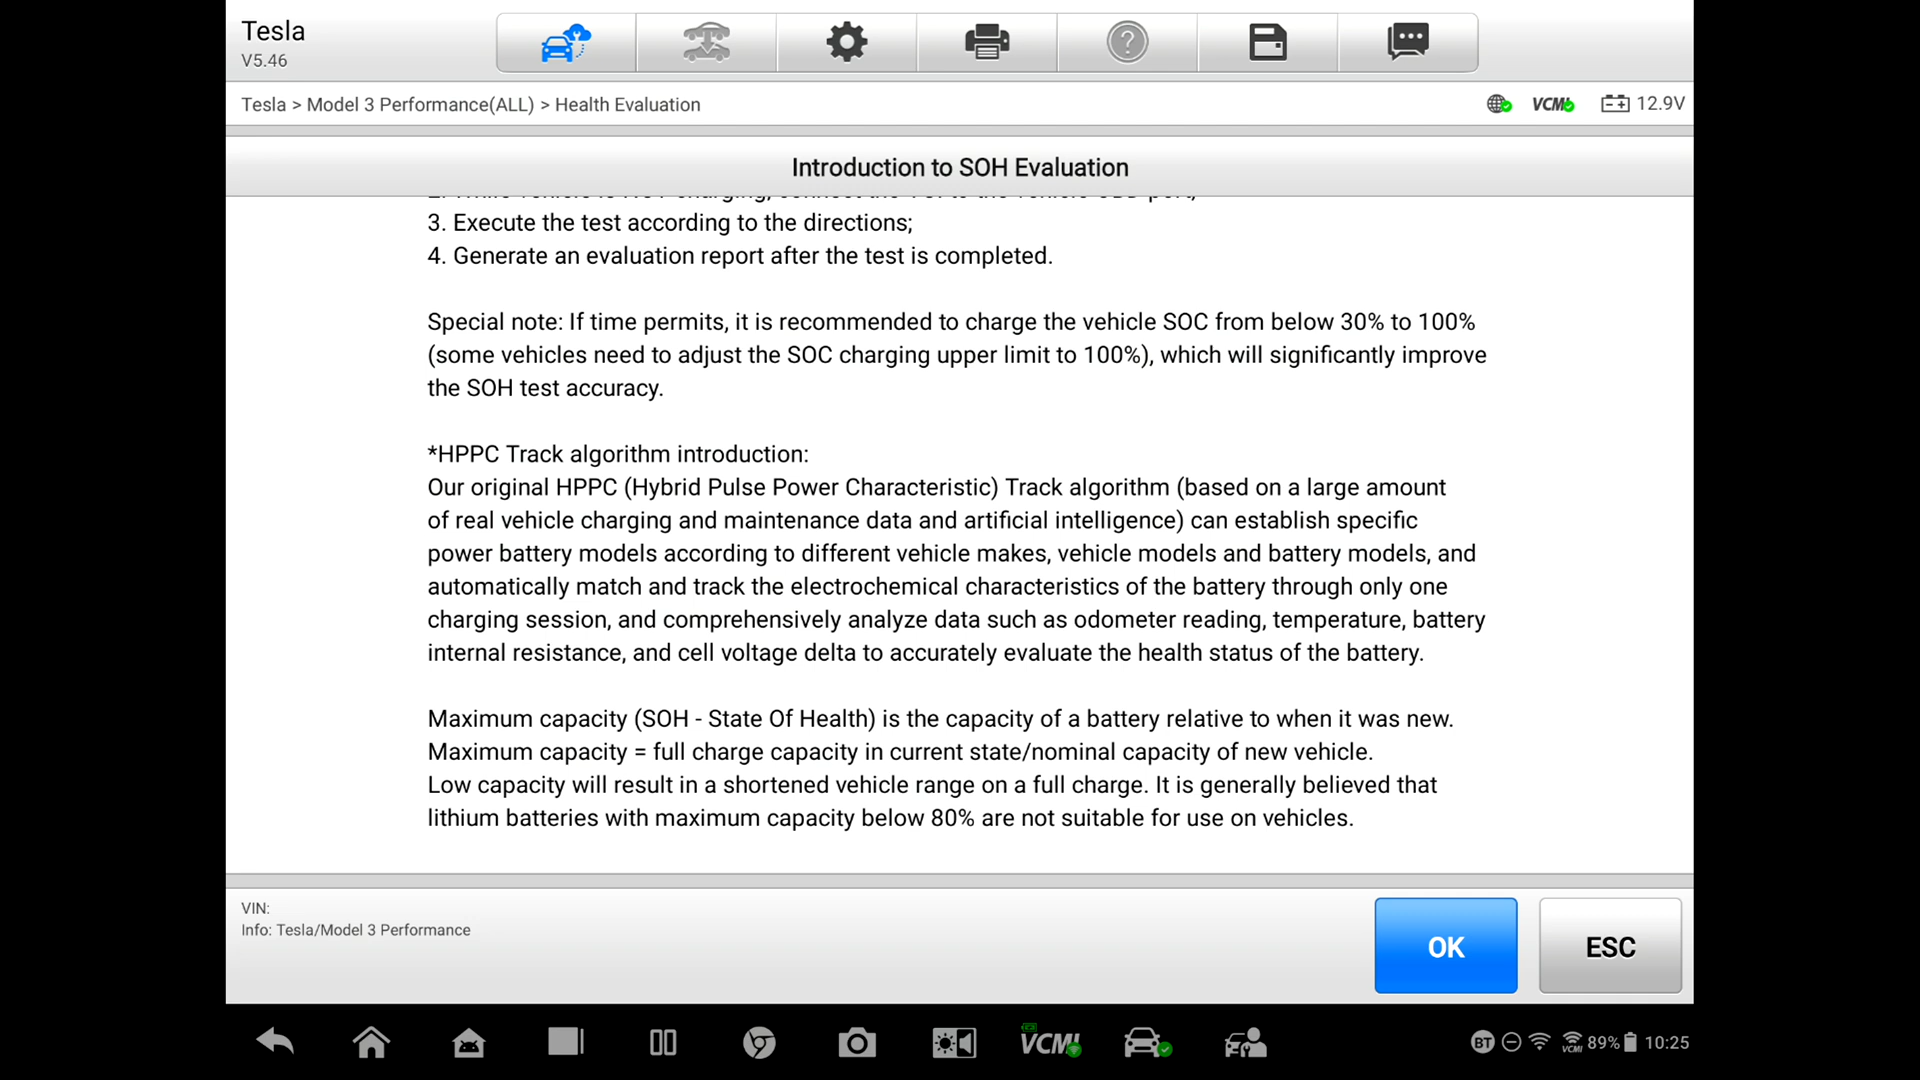 Tesla
V5.46
Tesla > Model 3 Performance(ALL) > Health Evaluation
VCMI
12.9V
Introduction to SOH Evaluation
3. Execute the test according to the directions;
4. Generate an evaluation report after the test is completed.
Special note: If time permits, it is recommended to charge the vehicle SOC from below 30% to 100%
(some vehicles need to adjust the SOC charging upper limit to 100%), which will significantly improve
the SOH test accuracy.
*HPPC Track algorithm introduction:
Our original HPPC (Hybrid Pulse Power Characteristic) Track algorithm (based on a large amount
of real vehicle charging and maintenance data and artificial intelligence) can establish specific
power battery models according to different vehicle makes, vehicle models and battery models, and
automatically match and track the electrochemical characteristics of the battery through only one
charging session, and comprehensively analyze data such as odometer reading, temperature, battery
internal resistance, and cell voltage delta to accurately evaluate the health status of the battery.
Maximum capacity (SOH - State Of Health) is the capacity of a battery relative to when it was new.
Maximum capacity = full charge capacity in current state/nominal capacity of new vehicle.
Low capacity will result in a shortened vehicle range on a full charge. It is generally believed that
lithium batteries with maximum capacity below 80% are not suitable for use on vehicles.
VIN:
Info: Tesla/Model 3 Performance
OK
ESC
VCMI
BT
VCMI
89%
10:25